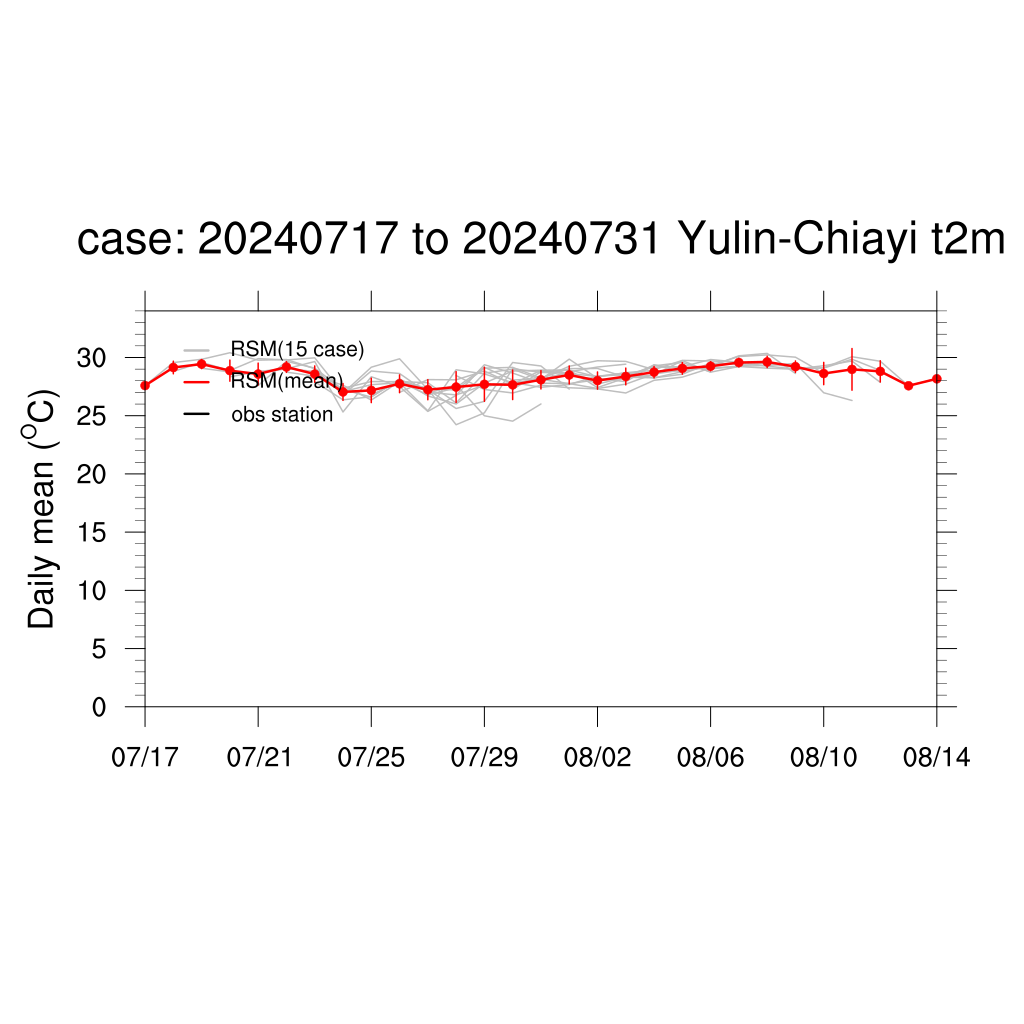 case: 20240717 to 20240731 Yulin-Chiayi t2m
Daily mean (°C)
30
25
20
15
10
5
0
RSM(15 case)
RSM(mean)
obs station
07/17 07/21 07/25 07/29 08/02 08/06 08/10 08/14